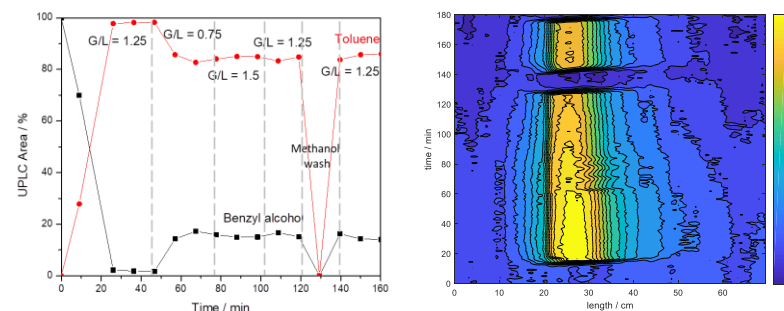 100
80
60
40
20
0
UPLC Area / %
G/L = 1.25
G/L = 0.75
G/L = 1.5
G/L = 1.25
Toluene
G/L = 1.25
Methanol
wash
Benzyl alcoho
0 20 40 60 80 100 120 140 160
Time / min
180
160
140
120
100
80
60
40
20
0
time / min
0 10 20 30 40 50 60
length / cm